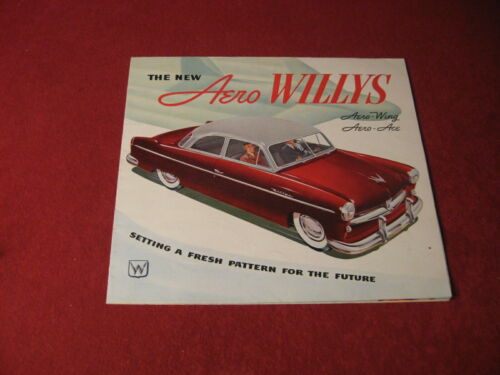 THE NEW Aero WILLYS
Aero-Wing
Aero-Ace
SETTING A FRESH PATTERN FOR THE FUTURE
W